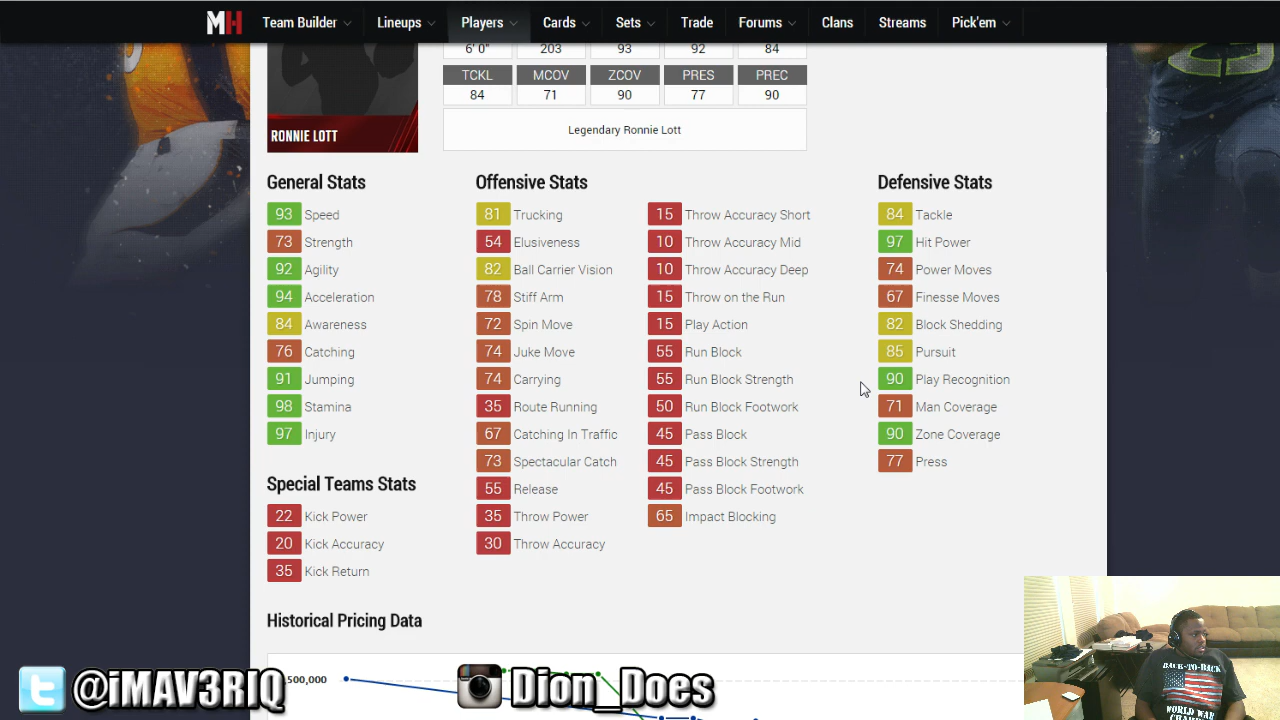 MH Team Builder Lineups Players Cards Sets Trade Forums Clans Streams Pick'em
6' 0" 203 93 92 84
TCKL MCOV ZCOV PRES PREC
84 71 90 77 90
RONNIE LOTT
Legendary Ronnie Lott
General Stats
93 Speed
73 Strength
92 Agility
94 Acceleration
84 Awareness
76 Catching
91 Jumping
98 Stamina
97 Injury
Special Teams Stats
22 Kick Power
20 Kick Accuracy
35 Kick Return
Offensive Stats
81 Trucking
54 Elusiveness
82 Ball Carrier Vision
78 Stiff Arm
72 Spin Move
74 Juke Move
74 Carrying
35 Route Running
67 Catching In Traffic
73 Spectacular Catch
55 Release
35 Throw Power
30 Throw Accuracy
15 Throw Accuracy Short
10 Throw Accuracy Mid
10 Throw Accuracy Deep
15 Throw on the Run
15 Play Action
55 Run Block
55 Run Block Strength
50 Run Block Footwork
45 Pass Block
45 Pass Block Strength
45 Pass Block Footwork
65 Impact Blocking
Defensive Stats
84 Tackle
97 Hit Power
74 Power Moves
67 Finesse Moves
82 Block Shedding
85 Pursuit
90 Play Recognition
71 Man Coverage
90 Zone Coverage
77 Press
Historical Pricing Data
500,000
@iMAV3RIQ
Dion_Does
BACK-TO-BACK
WORLD WAR